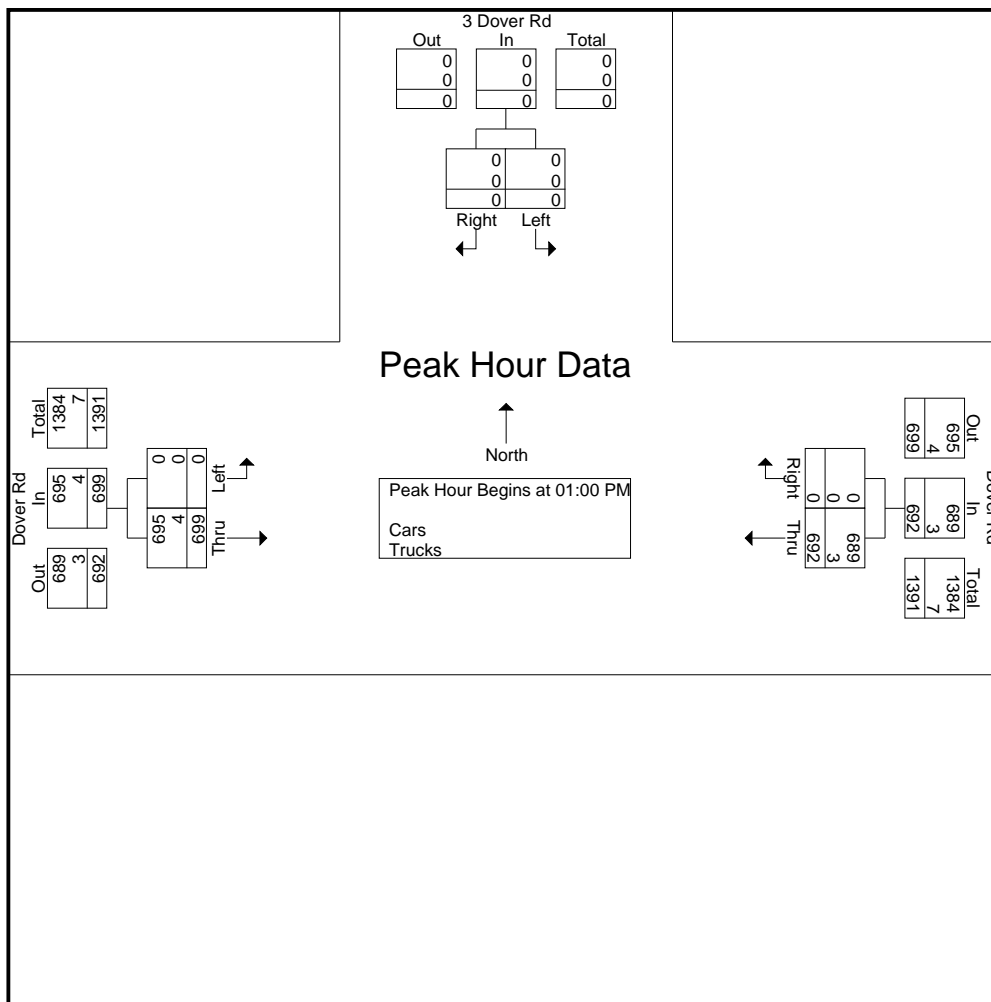 3 Dover Rd
Out In Total
0 0 0
0 0 0
0 0 0
0 0
0 0
0 0
Right Left
Peak Hour Data
North
Peak Hour Begins at 01:00 PM
Cars
Trucks
Dover Rd
Out In Total
689 695 1384
3 4 7
692 699 1391
Thru Left
695 0
4 0
699 0
Dover Rd
Out In Total
695 689 1384
4 3 7
699 692 1391
Right Thru
0 689
0 3
0 692